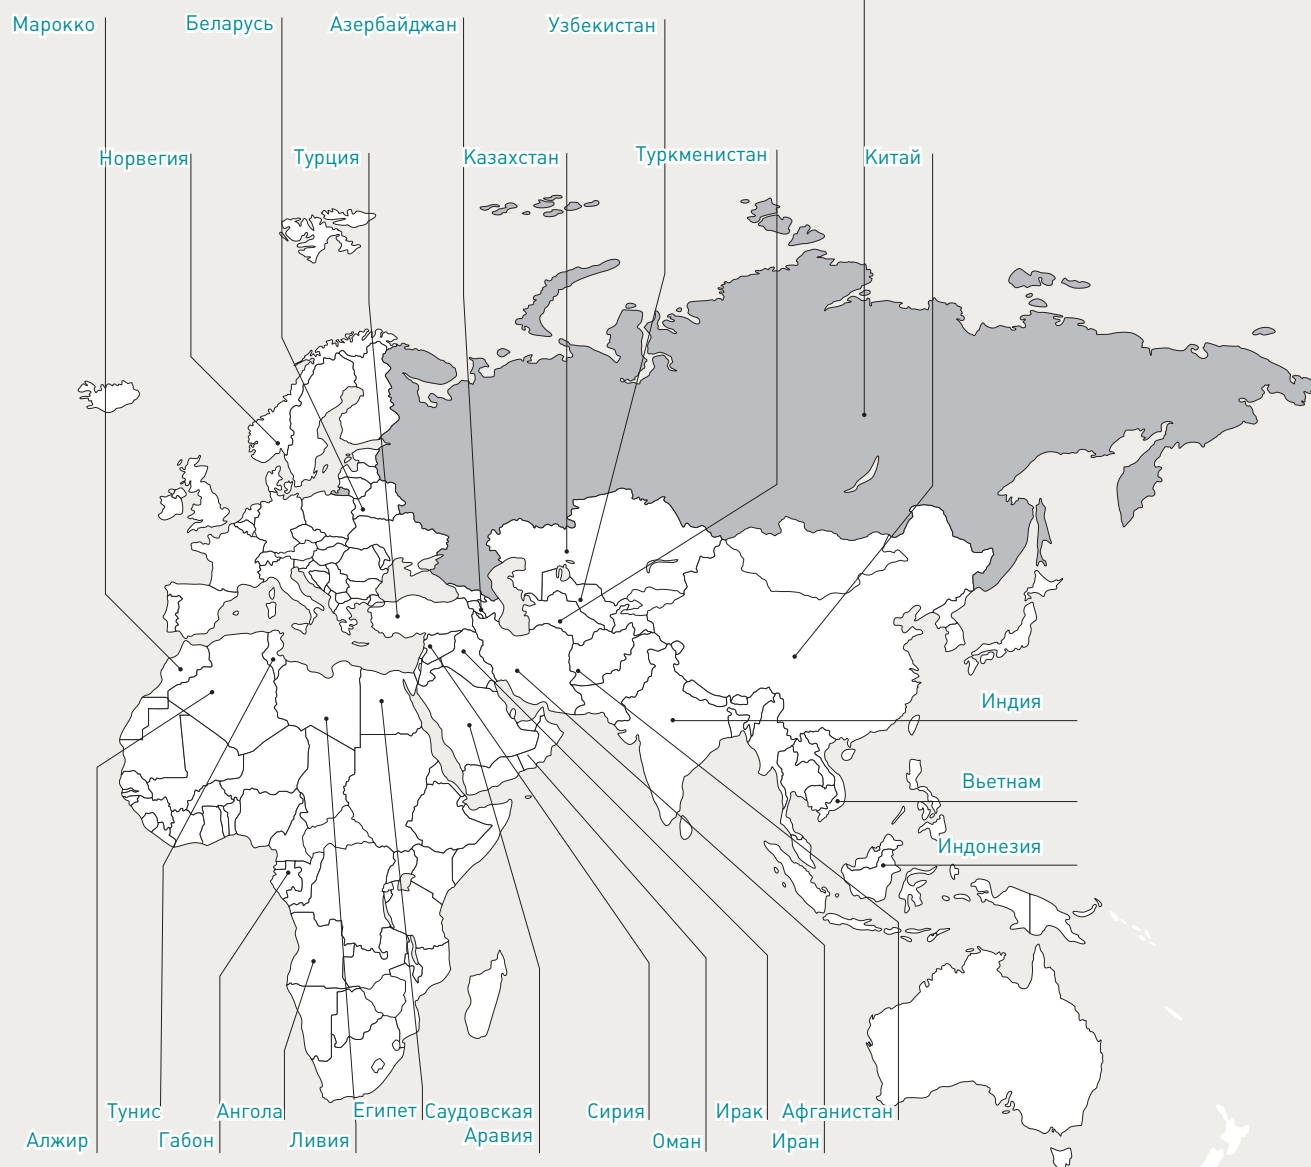 Марокко
Беларусь
Азербайджан
Узбекистан
Норвегия
Турция
Казахстан
Туркменистан
Китай
Индия
Вьетнам
Индонезия
Тунис
Ангола
Египет
Саудовская
Аравия
Сирия
Ирак
Афганистан
Алжир
Габон
Ливия
Оман
Иран